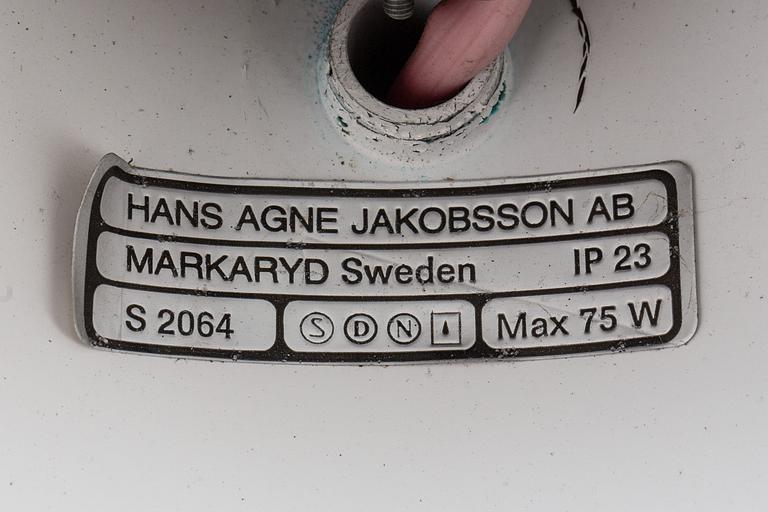 HANS AGNE JAKOBSSON AB
MARKARYD Sweden IP 23
S 2064 S D N Max 75 W